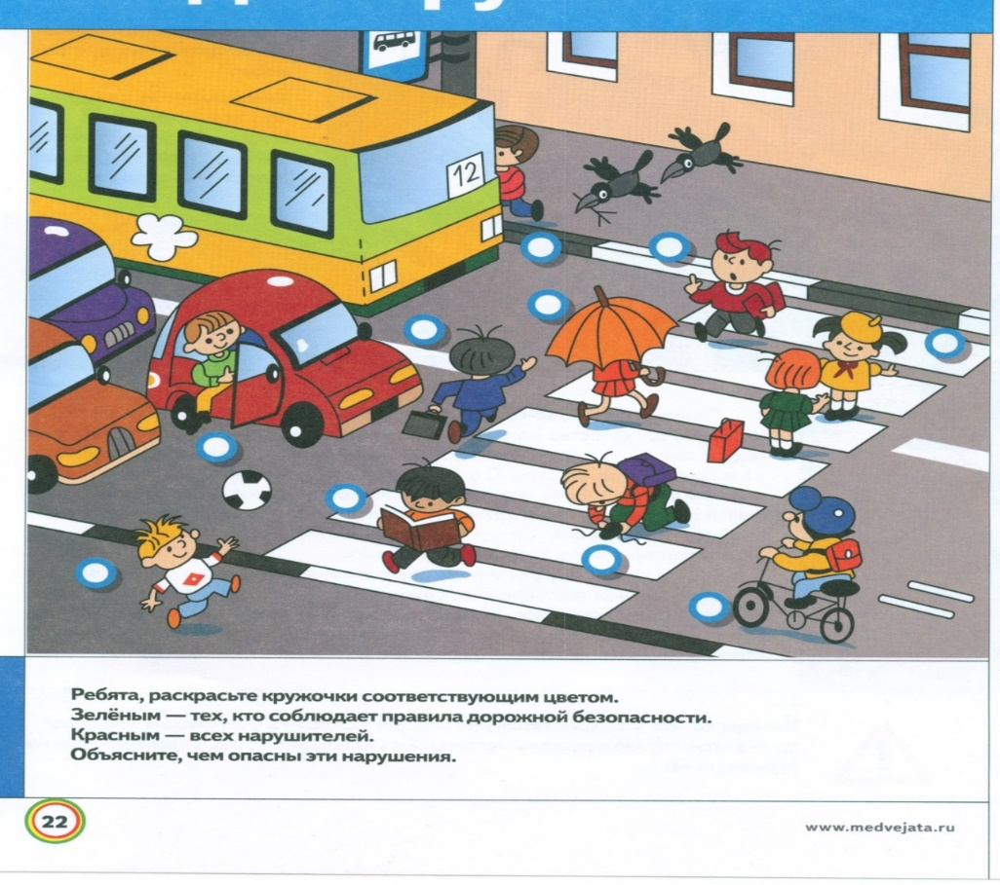 12
Ребята, раскрасьте кружочки соответствующим цветом.
Зелёным — тех, кто соблюдает правила дорожной безопасности.
Красным — всех нарушителей.
Объясните, чем опасны эти нарушения.
22
www.medvejata.ru